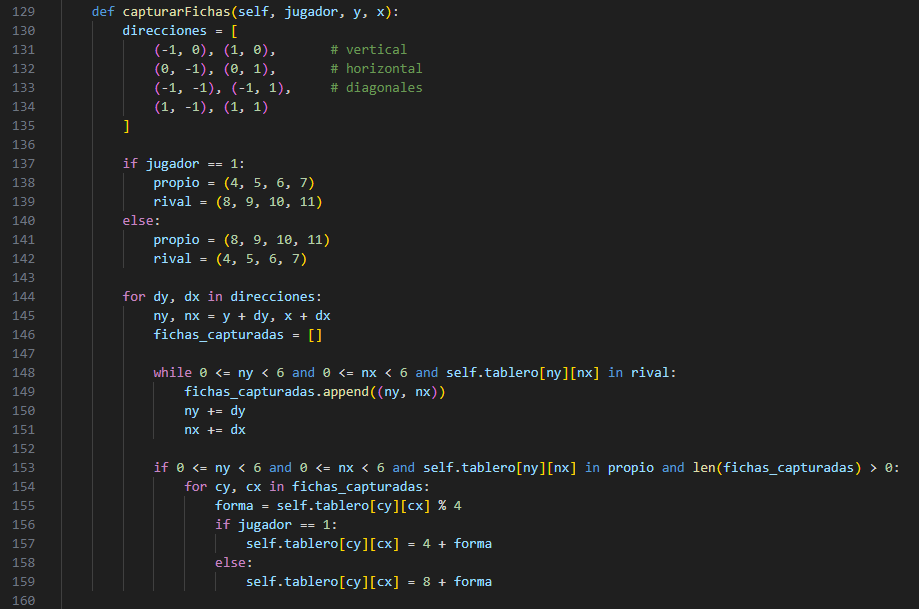 129 def capturarFichas(self, jugador, y, x):
130 direcciones = [
131 (-1, 0), (1, 0), # vertical
132 (0, -1), (0, 1), # horizontal
133 (-1, -1), (-1, 1), # diagonales
134 (1, -1), (1, 1)
135 ]
136
137 if jugador == 1:
138 propio = (4, 5, 6, 7)
139 rival = (8, 9, 10, 11)
140 else:
141 propio = (8, 9, 10, 11)
142 rival = (4, 5, 6, 7)
143
144 for dy, dx in direcciones:
145 ny, nx = y + dy, x + dx
146 fichas_capturadas = []
147
148 while 0 <= ny < 6 and 0 <= nx < 6 and self.tablero[ny][nx] in rival:
149 fichas_capturadas.append((ny, nx))
150 ny += dy
151 nx += dx
152
153 if 0 <= ny < 6 and 0 <= nx < 6 and self.tablero[ny][nx] in propio and len(fichas_capturadas) > 0:
154 for cy, cx in fichas_capturadas:
155 forma = self.tablero[cy][cx] % 4
156 if jugador == 1:
157 self.tablero[cy][cx] = 4 + forma
158 else:
159 self.tablero[cy][cx] = 8 + forma
160